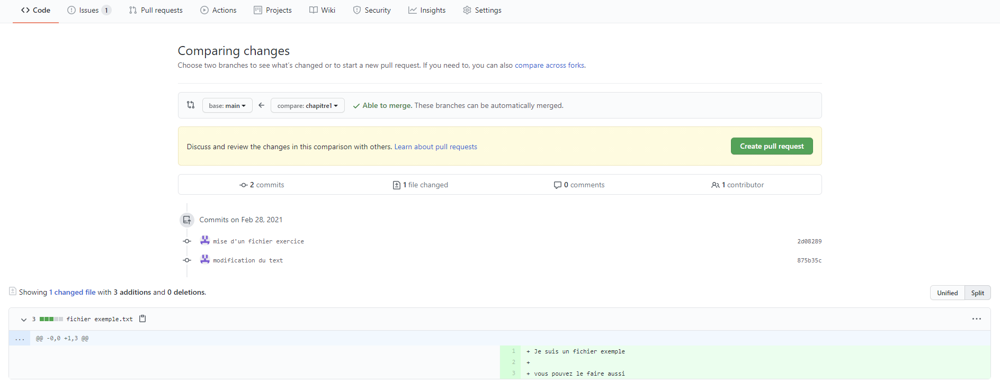 Code Issues 1 Pull requests Actions Projects Wiki Security Insights Settings
Comparing changes
Choose two branches to see what's changed or to start a new pull request. If you need to, you can also compare across forks.
base: main compare: chapitre1 Able to merge. These branches can be automatically merged.
Discuss and review the changes in this comparison with others. Learn about pull requests Create pull request
2 commits 1 file changed 0 comments 1 contributor
Commits on Feb 28, 2021
mise d'un fichier exercice 2d08289
modification du text 875b35c
Showing 1 changed file with 3 additions and 0 deletions. Unified Split
3 fichier exemple.txt ...
... @@ -0,0 +1,3 @@
1 + Je suis un fichier exemple
2 +
3 + vous pouvez le faire aussi